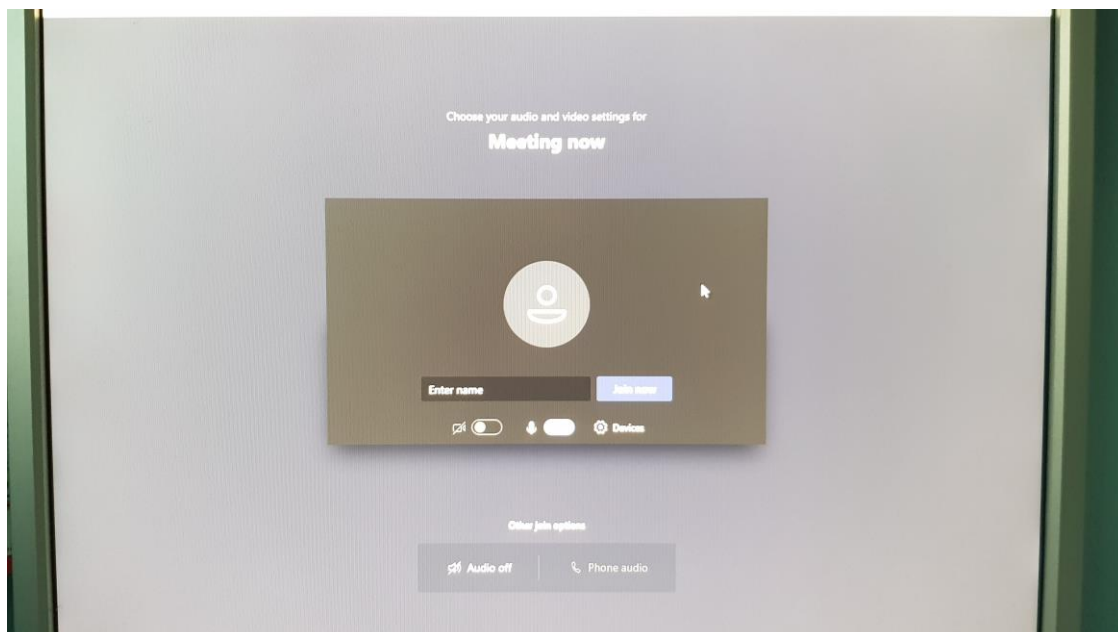 Choose your audio and video settings for
Meeting now
Enter name
Join now
Devices
Other join options
Audio off
Phone audio